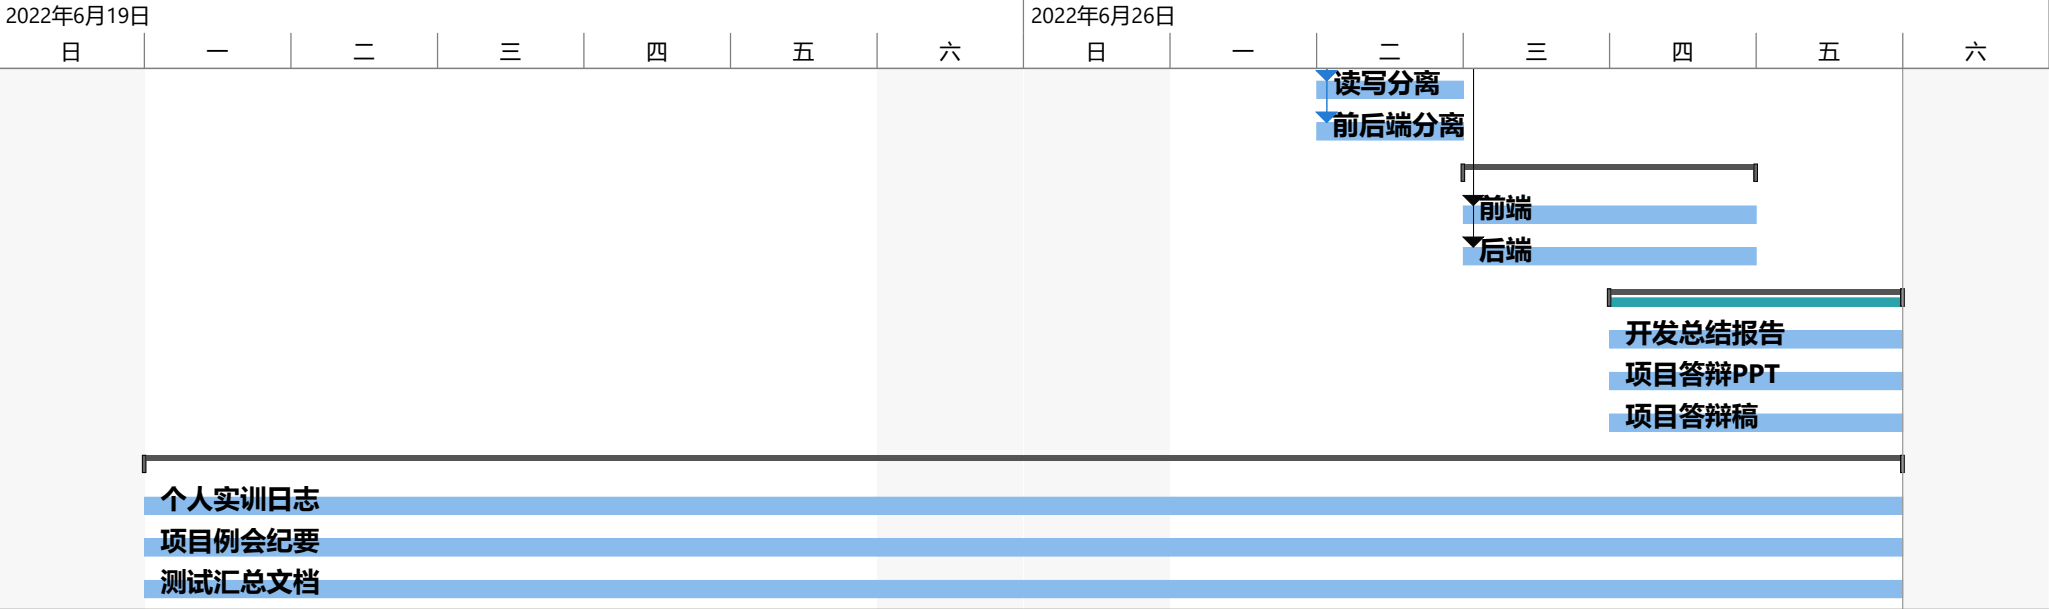 2022年6月19日 2022年6月26日
日 一 二 三 四 五 六 日 一 二 三 四 五 六
读写分离
前后端分离
前端
后端
开发总结报告
项目答辩PPT
项目答辩稿
个人实训日志
项目例会纪要
测试汇总文档